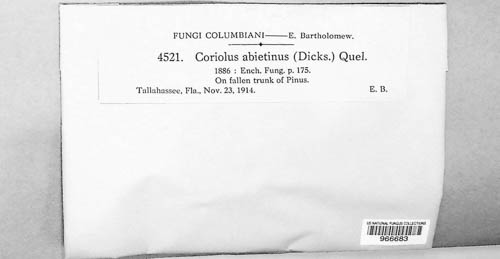 FUNGI COLUMBIANI—E. Bartholomew.
4521. Coriolus abietinus (Dicks.) Quel.
1886 : Ench. Fung. p. 175.
On fallen trunk of Pinus.
Tallahassee, Fla., Nov. 23, 1914. E. B.
US NATIONAL FUNGUS COLLECTIONS
966683